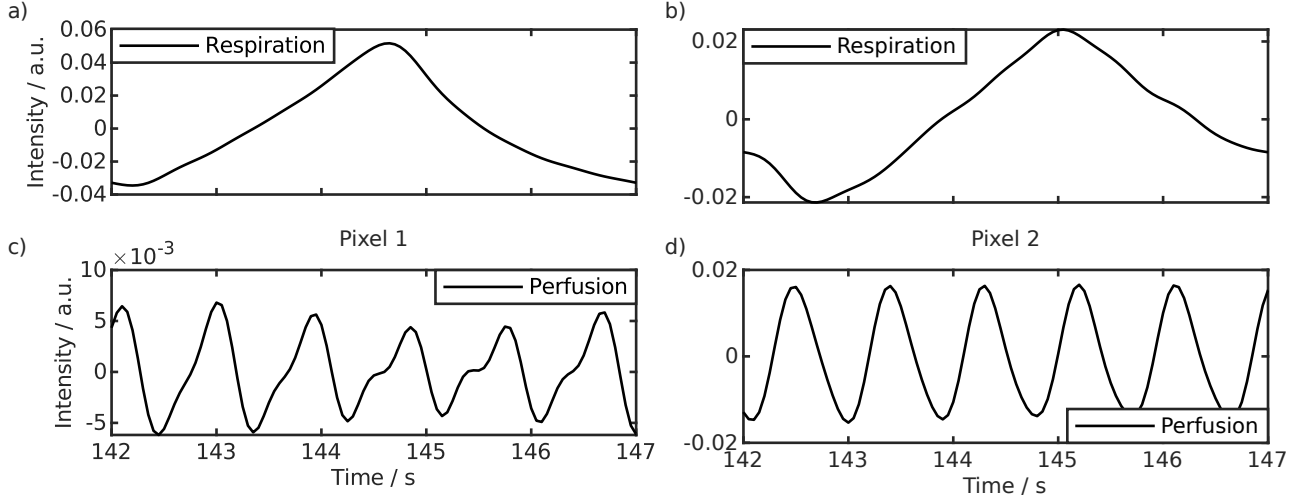 a)
0.06
0.04
0.02
0
-0.02
-0.04
Intensity / a.u.
Respiration
b)
0.02
0
-0.02
Respiration
Pixel 1
Pixel 2
c)
×10-3
10
5
0
-5
Intensity / a.u.
Perfusion
142 143 144 145 146 147
Time / s
d)
0.02
0
-0.02
Perfusion
142 143 144 145 146 147
Time / s